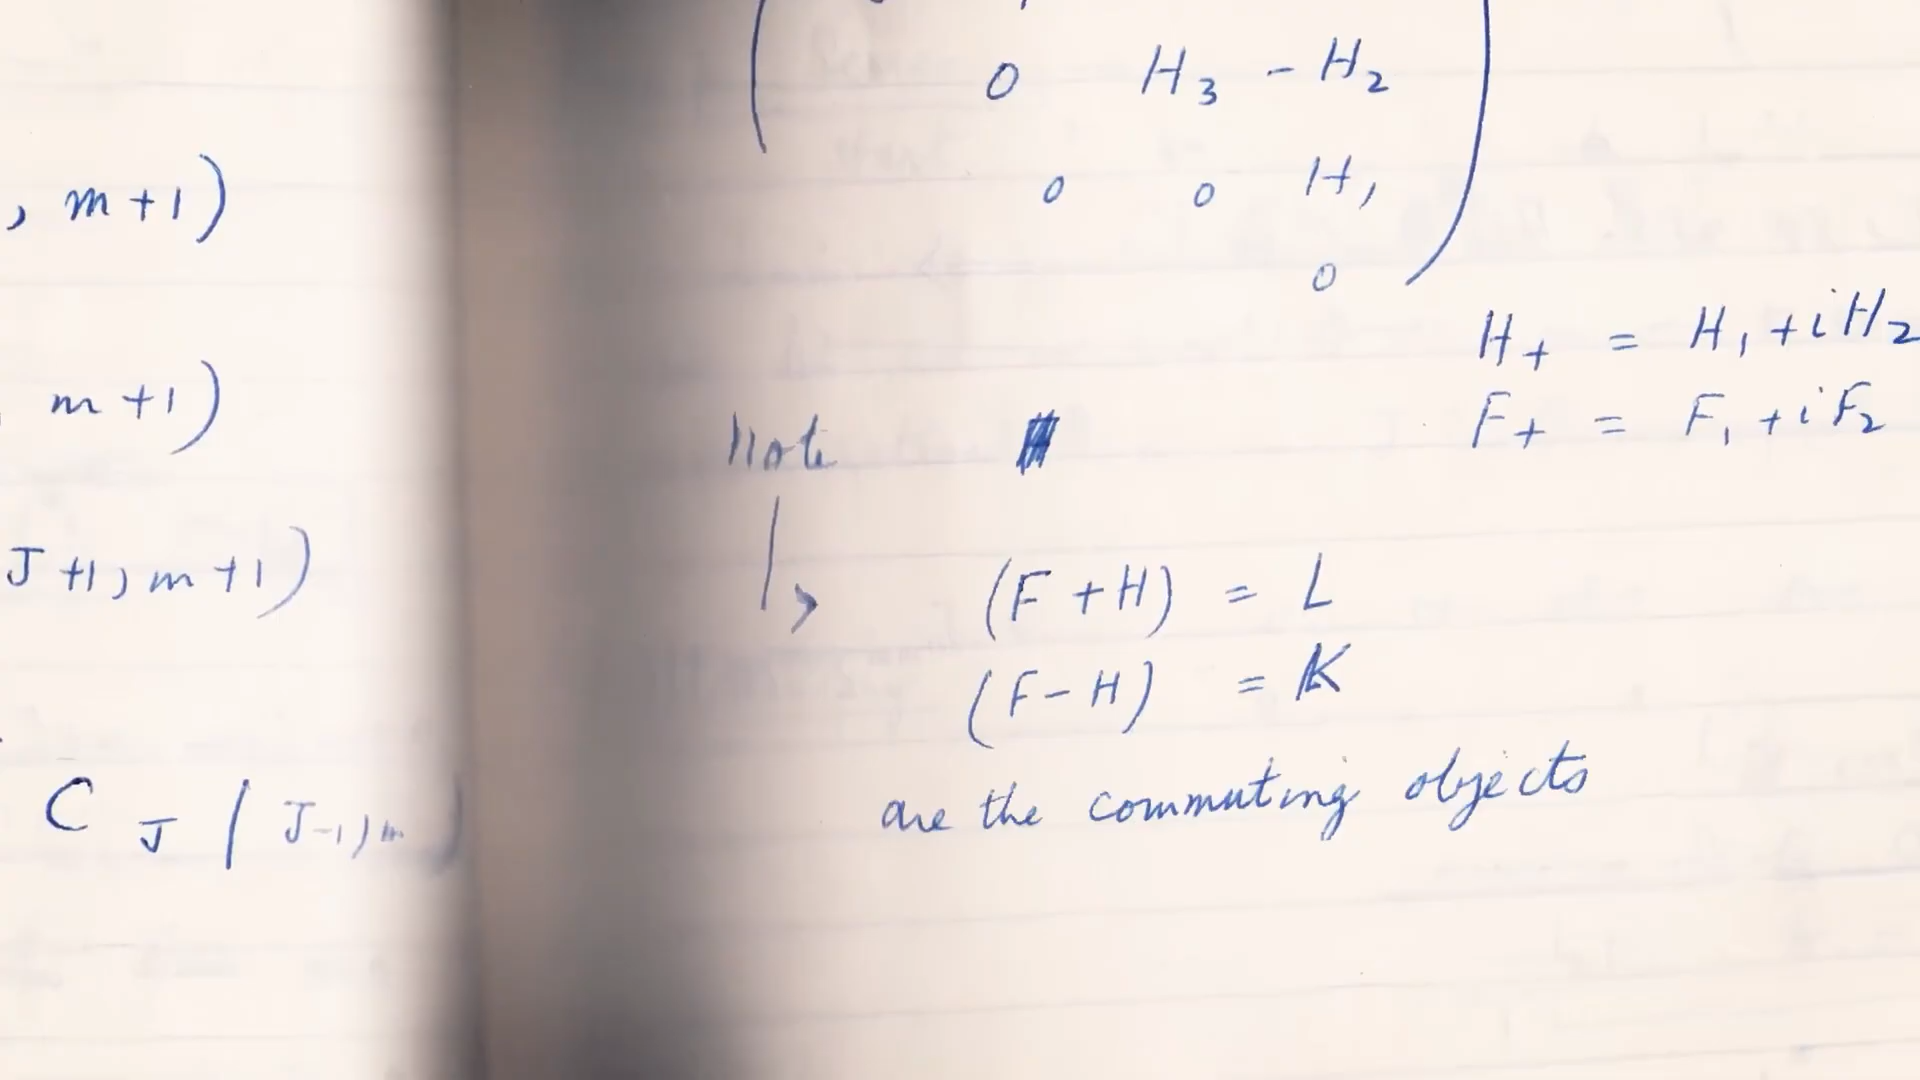 , m+1)
m+1)
J+1, m+1)
C J (J-1, m)
0 H3 -H2
0 0 H1
0
H+ = H1 + iH2
F+ = F1 + iF2
Note
(F + H) = L
(F - H) = K
are the commuting objects